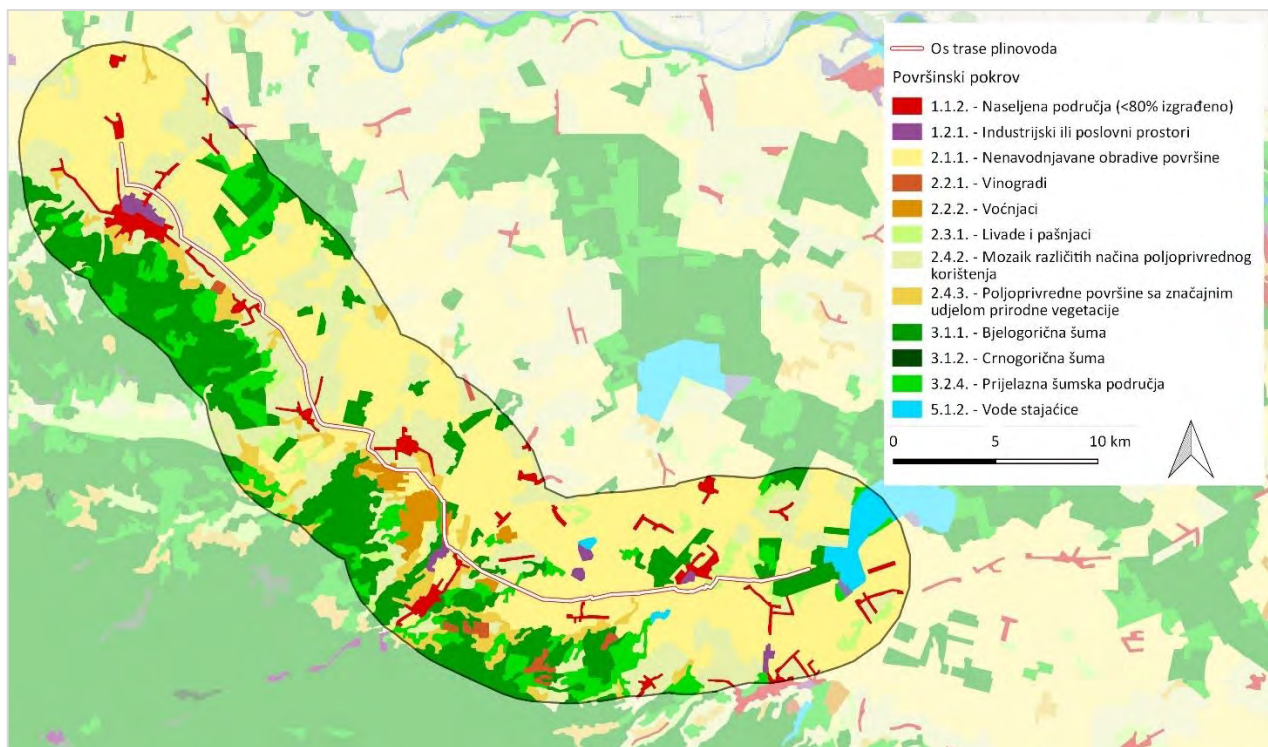 Os trase plinovoda
Površinski pokrov
1.1.2. - Naseljena područja (<80% izgrađeno)
1.2.1. - Industrijski ili poslovni prostori
2.1.1. - Nenavodnjavane obradive površine
2.2.1. - Vinogradi
2.2.2. - Voćnjaci
2.3.1. - Livade i pašnjaci
2.4.2. - Mozaik različitih načina poljoprivrednog
korištenja
2.4.3. - Poljoprivredne površine sa značajnim
udjelom prirodne vegetacije
3.1.1. - Bjelogorična šuma
3.1.2. - Crnogorična šuma
3.2.4. - Prijelazna šumska područja
5.1.2. - Vode stajaćice
0 5 10 km